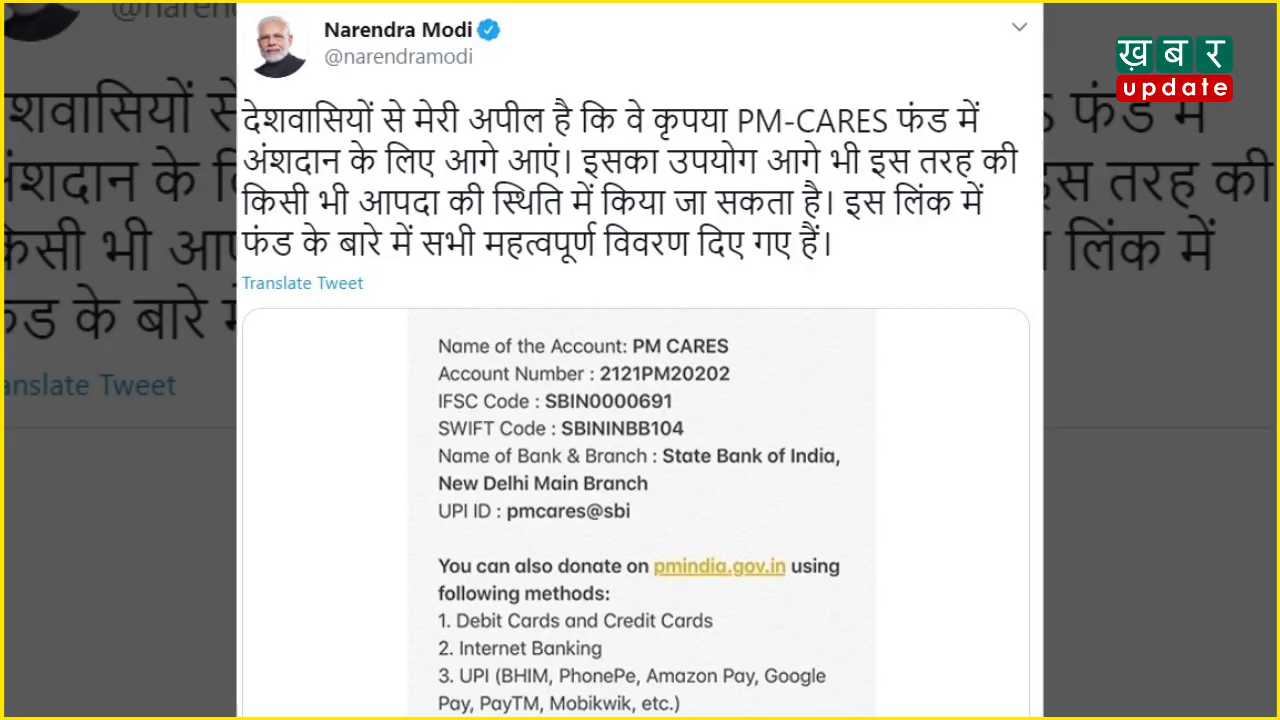 Narendra Modi
@narendramodi
ख़बर
update
देशवासियों से मेरी अपील है कि वे कृपया PM-CARES फंड में
अंशदान के लिए आगे आएं। इसका उपयोग आगे भी इस तरह की
किसी भी आपदा की स्थिति में किया जा सकता है। इस लिंक में
फंड के बारे में सभी महत्वपूर्ण विवरण दिए गए हैं।
Translate Tweet
Name of the Account: PM CARES
Account Number : 2121PM20202
IFSC Code : SBIN0000691
SWIFT Code : SBININBB104
Name of Bank & Branch : State Bank of India,
New Delhi Main Branch
UPI ID : pmcares@sbi
You can also donate on pmindia.gov.in using
following methods:
1. Debit Cards and Credit Cards
2. Internet Banking
3. UPI (BHIM, PhonePe, Amazon Pay, Google
Pay, PayTM, Mobikwik, etc.)